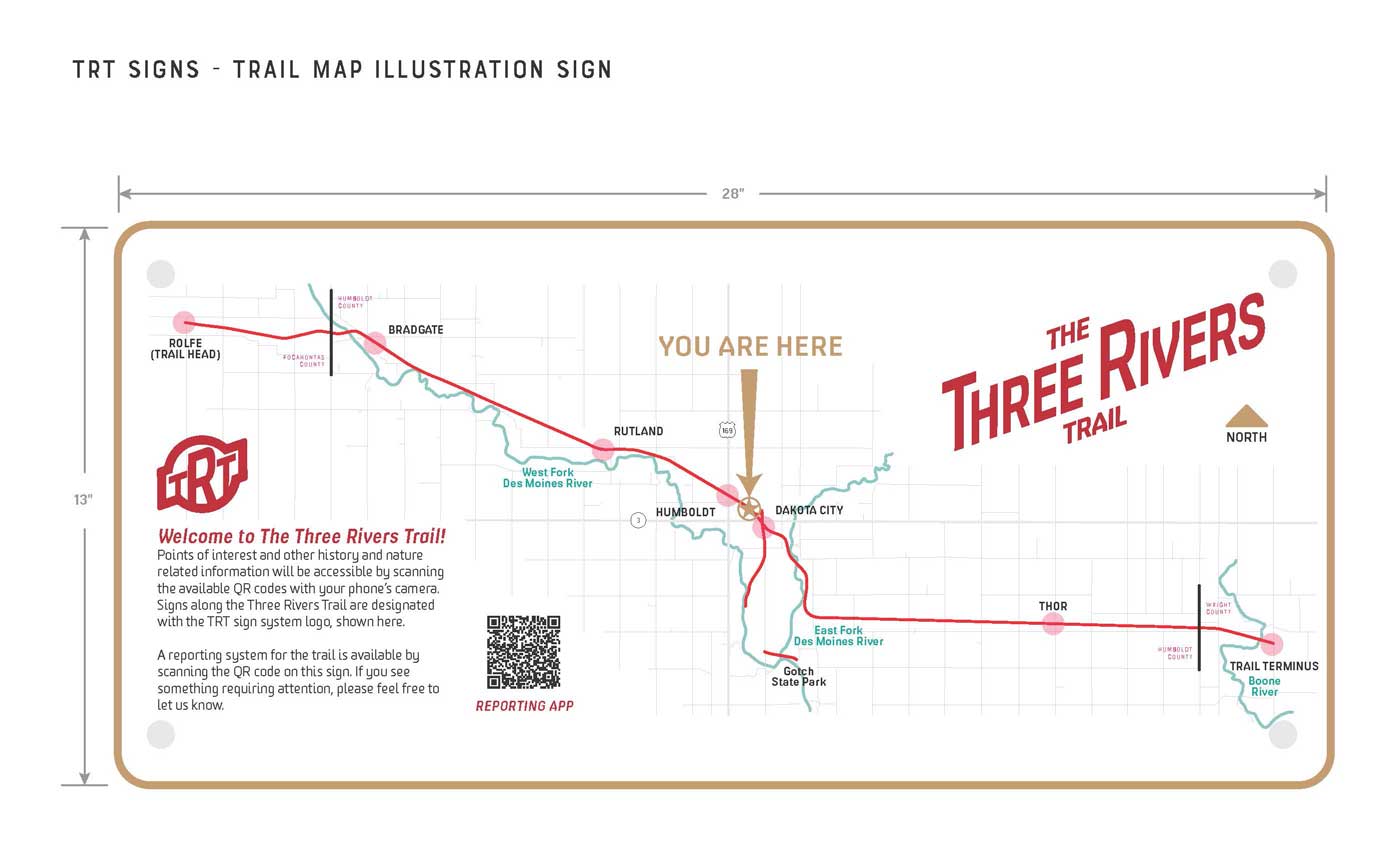 TRT SIGNS - TRAIL MAP ILLUSTRATION SIGN
28"
13"
HUMBOLDT
COUNTY
BRADGATE
ROLFE
(TRAIL HEAD)
POCAHONTAS
COUNTY
YOU ARE HERE
THE
THREE RIVERS
TRAIL
NORTH
RUTLAND
169
West Fork
Des Moines River
TRT
3
HUMBOLDT
DAKOTA CITY
Welcome to The Three Rivers Trail!
Points of interest and other history and nature
related information will be accessible by scanning
the available QR codes with your phone's camera.
Signs along the Three Rivers Trail are designated
with the TRT sign system logo, shown here.
A reporting system for the trail is available by
scanning the QR code on this sign. If you see
something requiring attention, please feel free to
let us know.
REPORTING APP
THOR
WRIGHT
COUNTY
East Fork
Des Moines River
HUMBOLDT
COUNTY
Gotch
State Park
TRAIL TERMINUS
Boone
River